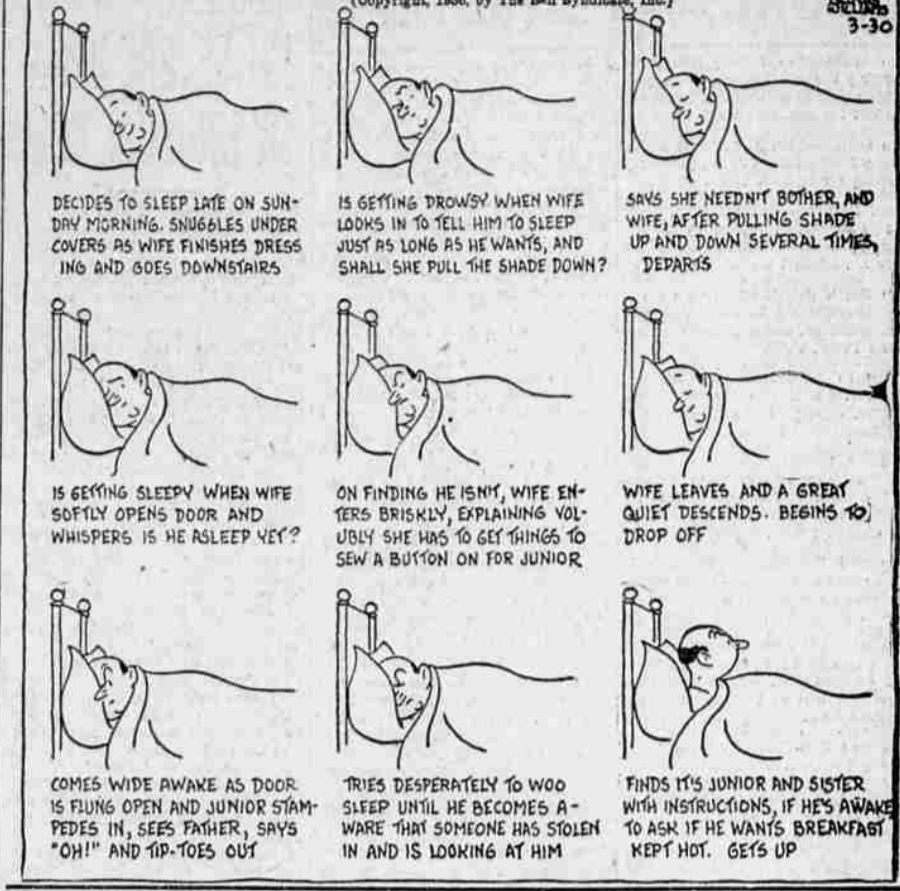 (Copyright, 1936, by The Bell Syndicate, Inc.)
3-30
DECIDES TO SLEEP LATE ON SUN-
DAY MORNING. SNUGGLES UNDER
COVERS AS WIFE FINISHES DRESS
ING AND GOES DOWNSTAIRS
IS GETTING DROWSY WHEN WIFE
LOOKS IN TO TELL HIM TO SLEEP
JUST AS LONG AS HE WANTS, AND
SHALL SHE PULL THE SHADE DOWN?
SAYS SHE NEEDN'T BOTHER, AND
WIFE, AFTER PULLING SHADE
UP AND DOWN SEVERAL TIMES,
DEPARTS
IS GETTING SLEEPY WHEN WIFE
SOFTLY OPENS DOOR AND
WHISPERS IS HE ASLEEP YET?
ON FINDING HE ISN'T, WIFE EN-
TERS BRISKLY, EXPLAINING VOL-
UBLY SHE HAS TO GET THINGS TO
SEW A BUTTON ON FOR JUNIOR
WIFE LEAVES AND A GREAT
QUIET DESCENDS. BEGINS TO
DROP OFF
COMES WIDE AWAKE AS DOOR
IS FLUNG OPEN AND JUNIOR STAM-
PEDES IN, SEES FATHER, SAYS
"OH!" AND TIP-TOES OUT
TRIES DESPERATELY TO WOO
SLEEP UNTIL HE BECOMES A-
WARE THAT SOMEONE HAS STOLEN
IN AND IS LOOKING AT HIM
FINDS IT'S JUNIOR AND SISTER
WITH INSTRUCTIONS, IF HE'S AWAKE
TO ASK IF HE WANTS BREAKFAST
KEPT HOT. GETS UP